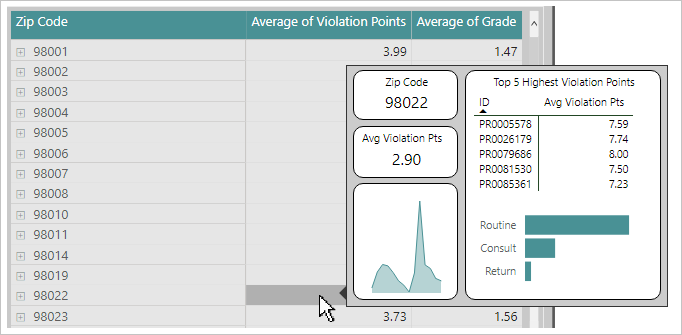 Zip Code Average of Violation Points Average of Grade
98001 3.99 1.47
98002
98003
98004
98005
98006
98007
98008
98010
98011
98014
98019
98022
98023 3.73 1.56
Zip Code
98022
Avg Violation Pts
2.90
Top 5 Highest Violation Points
ID Avg Violation Pts
PR0005578 7.59
PR0026179 7.74
PR0079686 8.00
PR0081530 7.50
PR0085361 7.23
Routine
Consult
Return